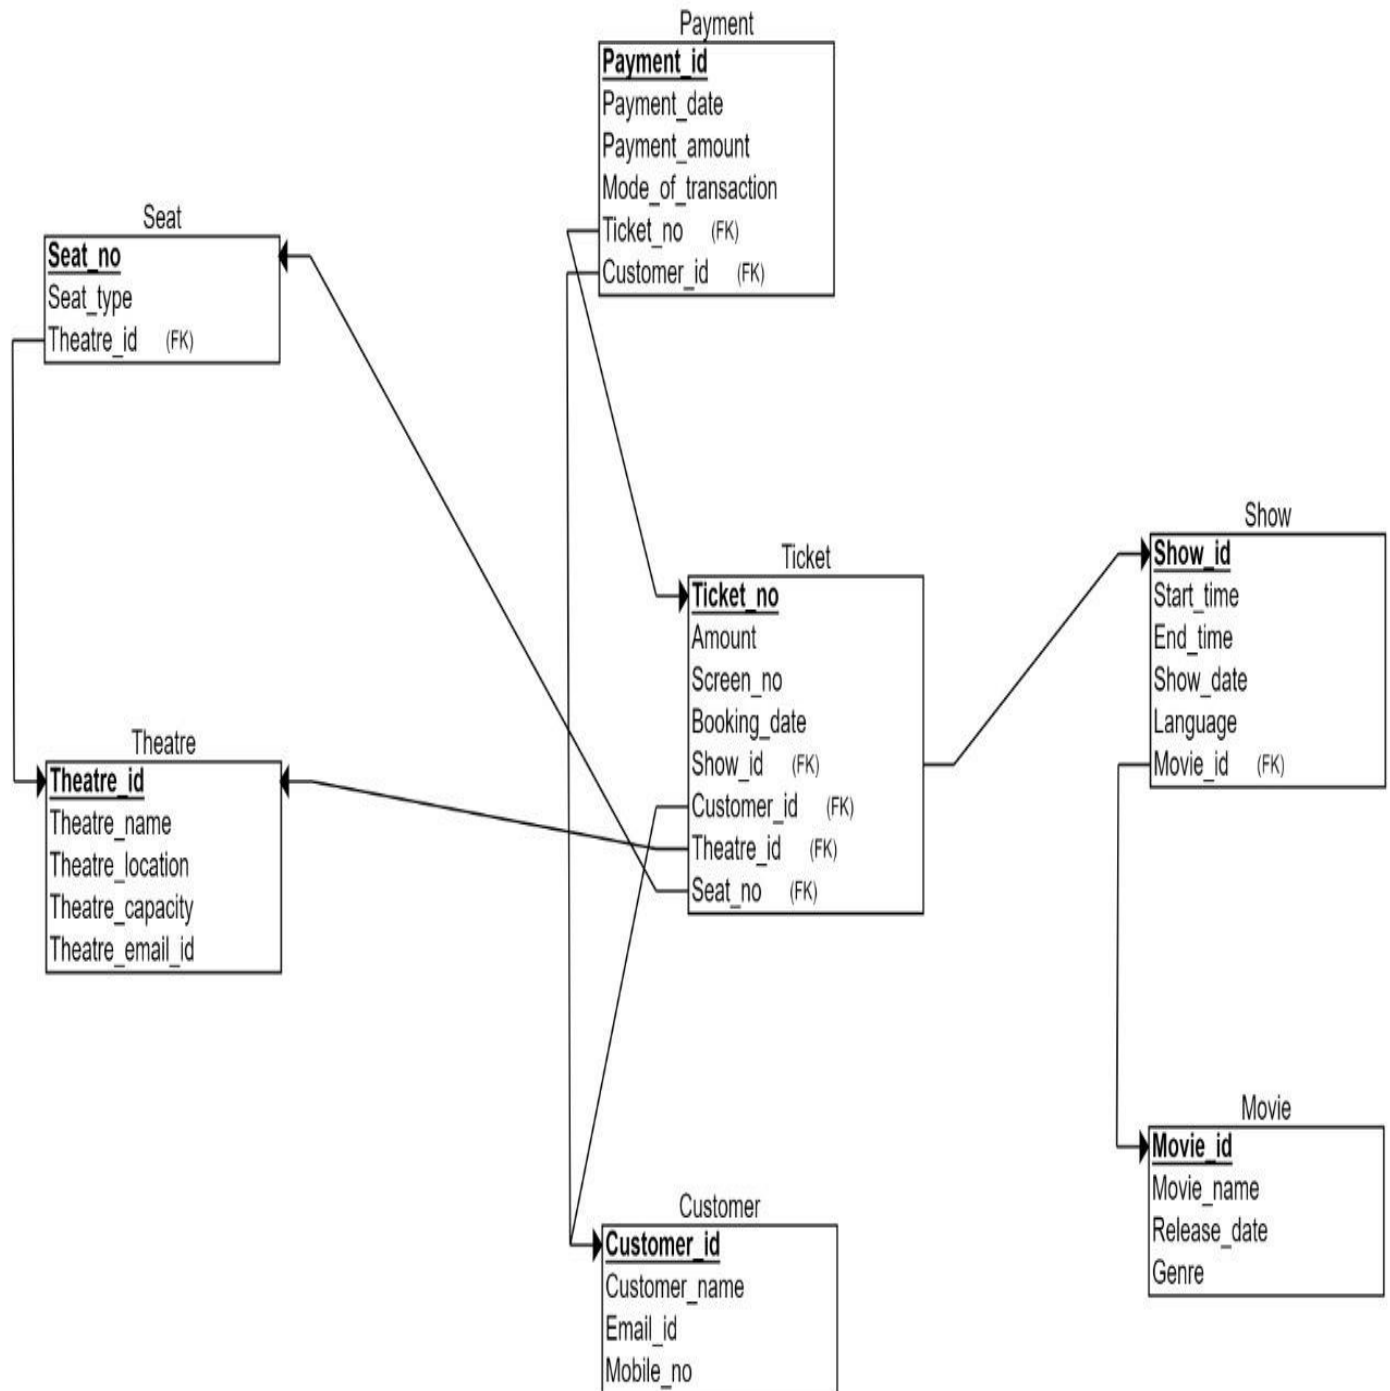 Payment
Payment_id
Payment_date
Payment_amount
Mode_of_transaction
Ticket_no (FK)
Customer_id (FK)
Seat
Seat_no
Seat_type
Theatre_id (FK)
Show
Show_id
Start_time
End_time
Show_date
Language
Movie_id (FK)
Ticket
Ticket_no
Amount
Screen_no
Booking_date
Show_id (FK)
Customer_id (FK)
Theatre_id (FK)
Seat_no (FK)
Theatre
Theatre_id
Theatre_name
Theatre_location
Theatre_capacity
Theatre_email_id
Movie
Movie_id
Movie_name
Release_date
Genre
Customer
Customer_id
Customer_name
Email_id
Mobile_no